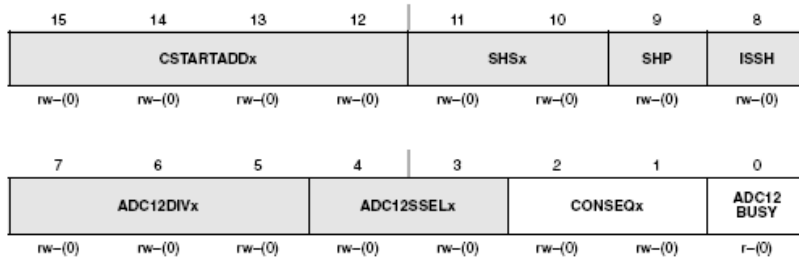 15 14 13 12 11 10 9 8
CSTARTADDx SHSx SHP ISSH
rw–(0) rw–(0) rw–(0) rw–(0) rw–(0) rw–(0) rw–(0) rw–(0)
7 6 5 4 3 2 1 0
ADC12DIVx ADC12SSELx CONSEQx ADC12
BUSY
rw–(0) rw–(0) rw–(0) rw–(0) rw–(0) rw–(0) rw–(0) r–(0)